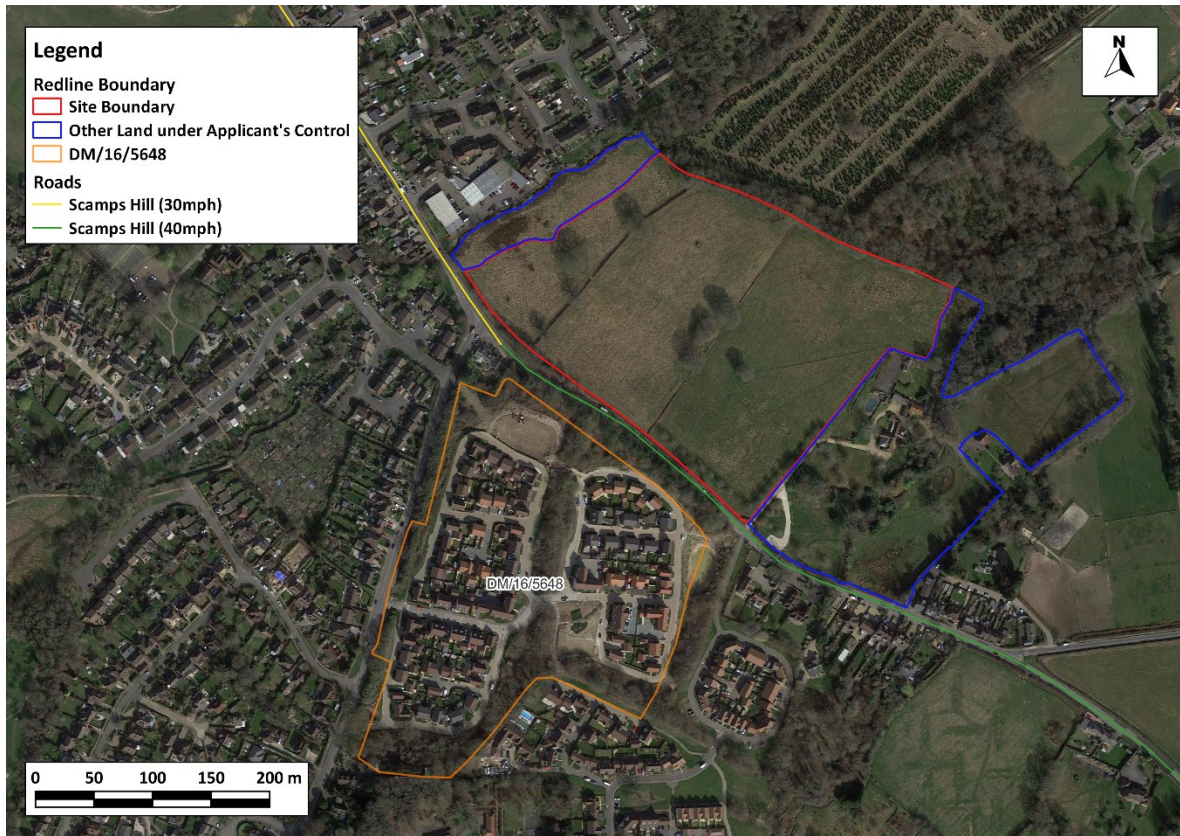 Legend
Redline Boundary
Site Boundary
Other Land under Applicant's Control
DM/16/5648
Roads
Scamps Hill (30mph)
Scamps Hill (40mph)
N
DM/16/5648
0 50 100 150 200 m